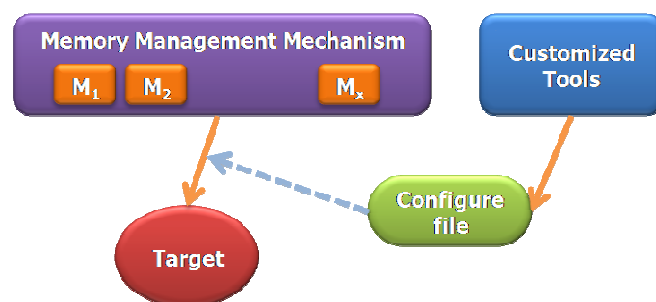 Memory Management Mechanism
M1 M2 Mx
Customized
Tools
Configure
file
Target